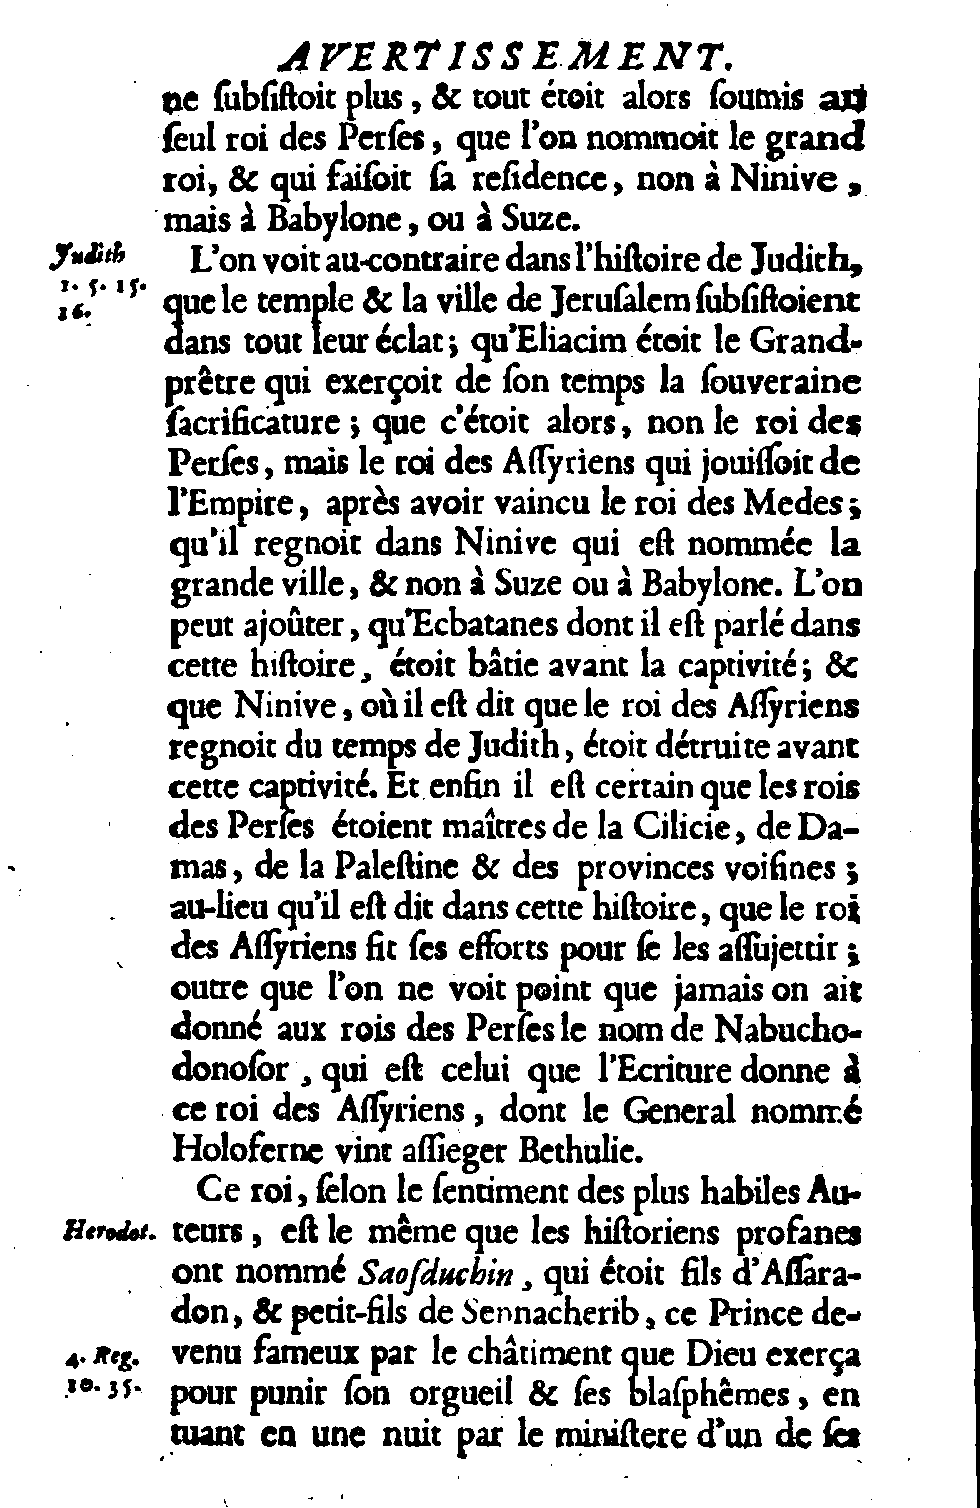 AVERTISSEMENT.
ne ſubſiſtoit plus, & tout étoit alors ſoumis au
ſeul roi des Perſes, que l'on nommoit le grand
roi, & qui faiſoit ſa reſidence, non à Ninive,
mais à Babylone, ou à Suze.
Judith
1. 5. 15.
16.
L'on voit au-contraire dans l'hiſtoire de Judith,
que le temple & la ville de Jeruſalem ſubſiſtoient
dans tout leur éclat; qu'Eliacim étoit le Grand-
prêtre qui exerçoit de ſon temps la ſouveraine
ſacrificature; que c'étoit alors, non le roi des
Perſes, mais le roi des Aſſyriens qui jouiſſoit de
l'Empire, après avoir vaincu le roi des Medes;
qu'il regnoit dans Ninive qui eſt nommée la
grande ville, & non à Suze ou à Babylone. L'on
peut ajoûter, qu'Ecbatanes dont il eſt parlé dans
cette hiſtoire, étoit bâtie avant la captivité; &
que Ninive, où il eſt dit que le roi des Aſſyriens
regnoit du temps de Judith, étoit détruite avant
cette captivité. Et enfin il eſt certain que les rois
des Perſes étoient maîtres de la Cilicie, de Da-
mas, de la Paleſtine & des provinces voiſines;
au-lieu qu'il eſt dit dans cette hiſtoire, que le roi
des Aſſyriens fit ſes efforts pour ſe les aſſujettir;
outre que l'on ne voit point que jamais on ait
donné aux rois des Perſes le nom de Nabucho-
donoſor, qui eſt celui que l'Ecriture donne à
ce roi des Aſſyriens, dont le General nommé
Holoferne vint aſſieger Bethulie.
Ce roi, ſelon le ſentiment des plus habiles Au-
Herodot.
teurs, eſt le même que les hiſtoriens profanes
ont nommé Saoſduchin, qui étoit fils d'Aſſara-
don, & petit-fils de Sennacherib, ce Prince de-
4. Reg.
venu fameux par le châtiment que Dieu exerça
10. 35.
pour punir ſon orgueil & ſes blaſphêmes, en
tuant en une nuit par le miniſtere d'un de ſes